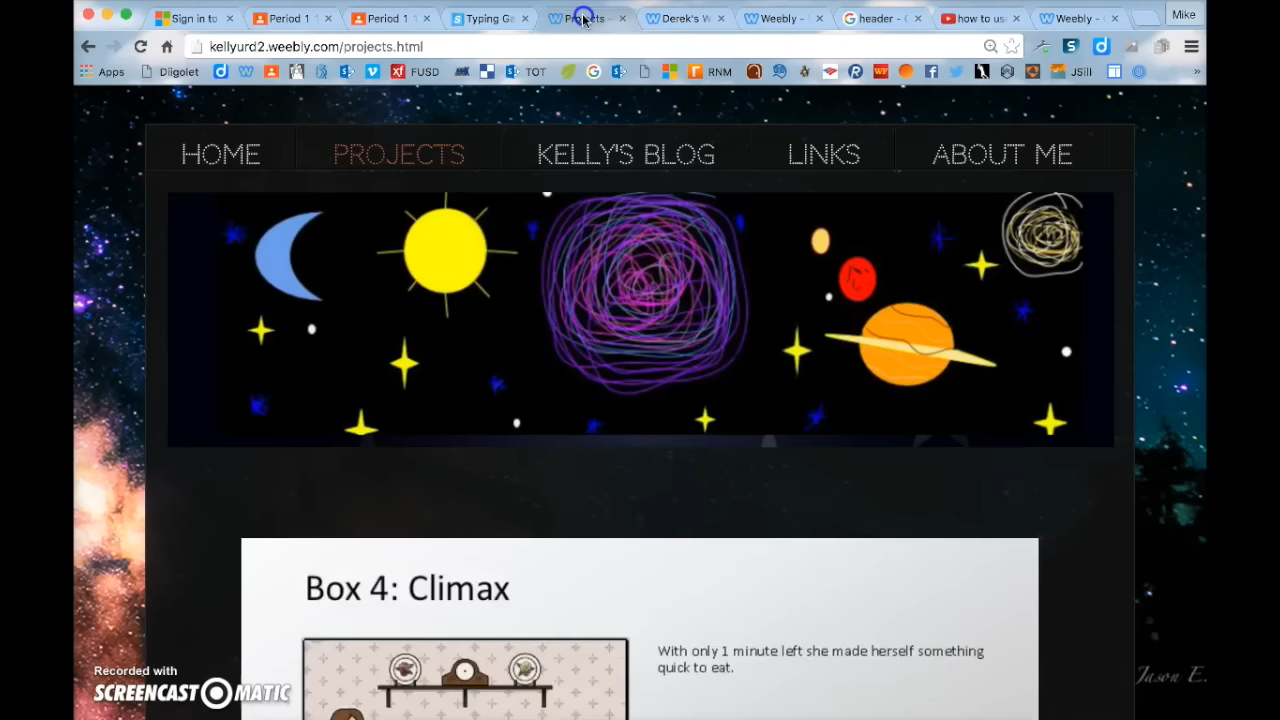 Sign in to
Period 1
Period 1
Typing Ga
Projects -
Derek's W
Weebly -
header -
how to us
Weebly -
Mike
kellyurd2.weebly.com/projects.html
Apps
Diigolet
FUSD
TOT
RNM
JSill
»
HOME
PROJECTS
KELLY'S BLOG
LINKS
ABOUT ME
Box 4: Climax
With only 1 minute left she made herself something
quick to eat.
Recorded with
SCREENCAST MATIC
Jason E.